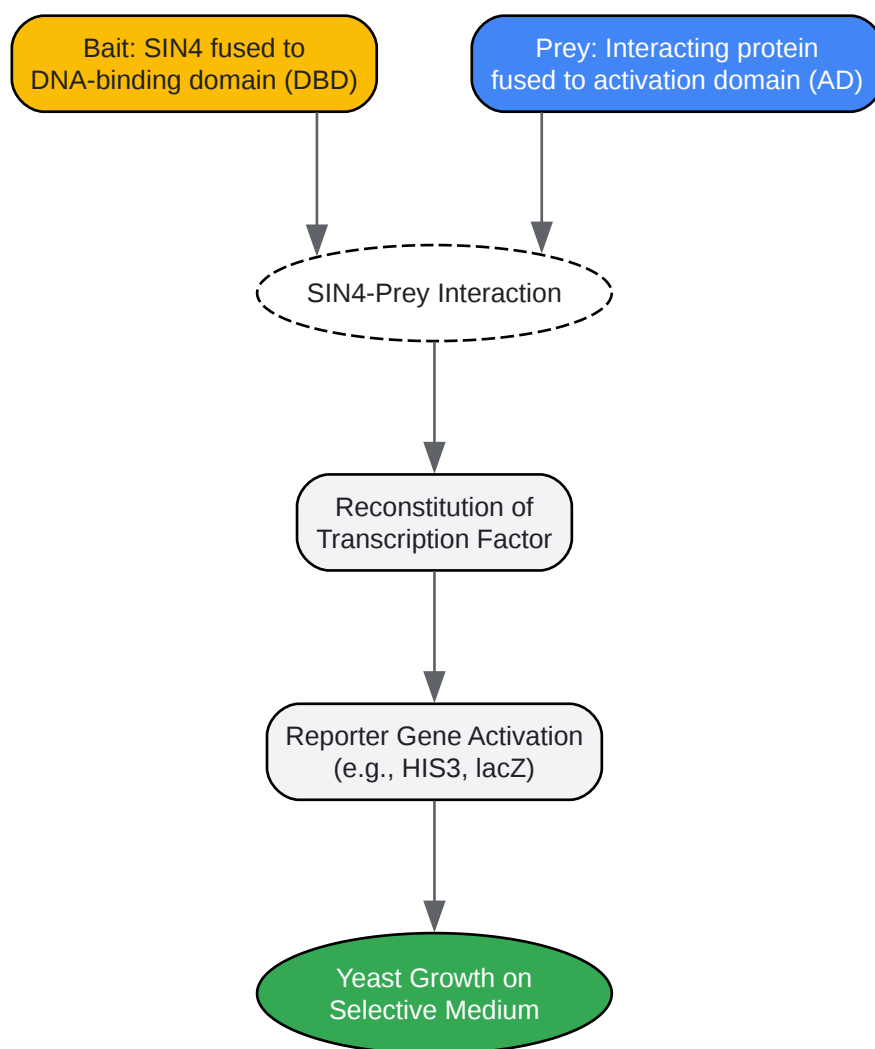 Bait: SIN4 fused to
DNA-binding domain (DBD)
Prey: Interacting protein
fused to activation domain (AD)
SIN4-Prey Interaction
Reconstitution of
Transcription Factor
Reporter Gene Activation
(e.g., HIS3, lacZ)
Yeast Growth on
Selective Medium